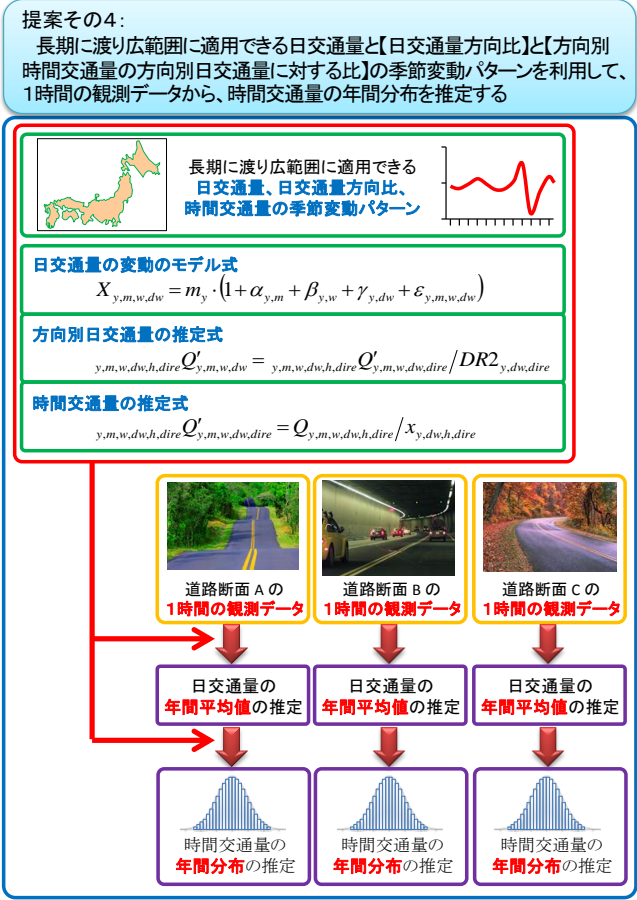 提案その4：
長期に渡り広範囲に適用できる日交通量と【日交通量方向比】と【方向別
時間交通量の方向別日交通量に対する比】の季節変動パターンを利用して、
1時間の観測データから、時間交通量の年間分布を推定する
長期に渡り広範囲に適用できる
日交通量、日交通量方向比、
時間交通量の季節変動パターン
日交通量の変動のモデル式
X_{y,m,w,dw} = m_y · (1 + α_{y,m} + β_{y,w} + γ_{y,dw} + ε_{y,m,w,dw})
方向別日交通量の推定式
_{y,m,w,dw,h,dire}Q'_{y,m,w,dw} = _{y,m,w,dw,h,dire}Q'_{y,m,w,dw,dire}/DR2_{y,dw,dire}
時間交通量の推定式
_{y,m,w,dw,h,dire}Q'_{y,m,w,dw,dire} = Q_{y,m,w,dw,h,dire}/x_{y,dw,h,dire}
道路断面 A の
1時間の観測データ
道路断面 B の
1時間の観測データ
道路断面 C の
1時間の観測データ
日交通量の
年間平均値の推定
日交通量の
年間平均値の推定
日交通量の
年間平均値の推定
時間交通量の
年間分布の推定
時間交通量の
年間分布の推定
時間交通量の
年間分布の推定